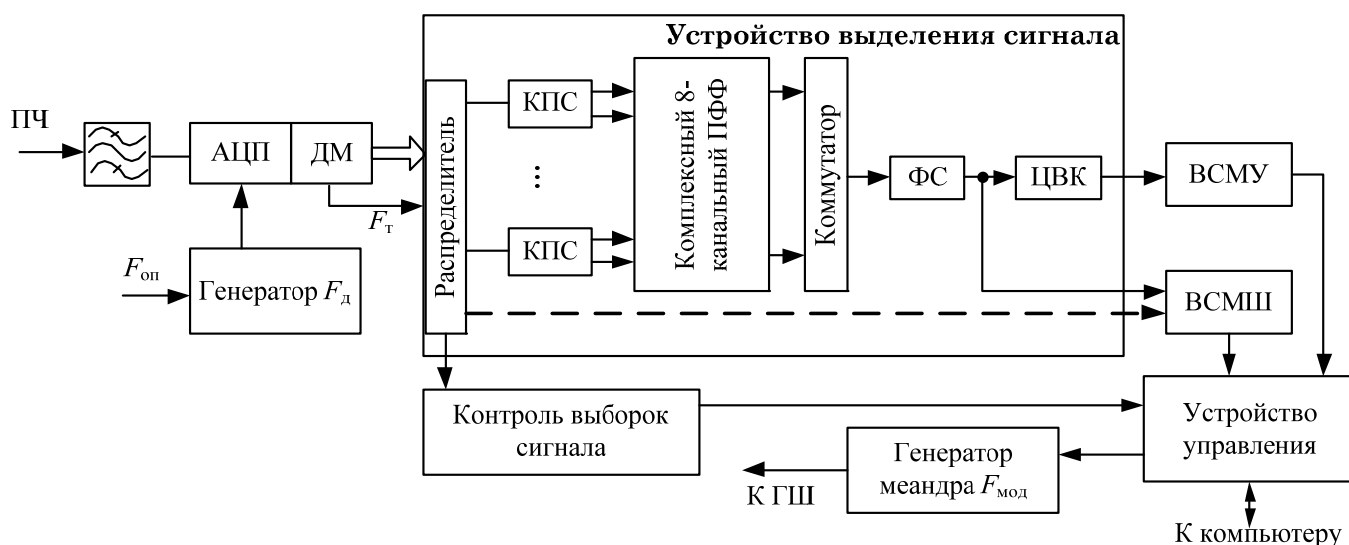 Устройство выделения сигнала
ПЧ
АЦП
ДМ
Fт
Fоп
Генератор Fд
Распределитель
КПС
...
КПС
Комплексный 8-
канальный ПФФ
Коммутатор
ФС
ЦВК
ВСМУ
ВСМШ
Контроль выборок
сигнала
К ГШ
Генератор
меандра Fмод
Устройство
управления
К компьютеру